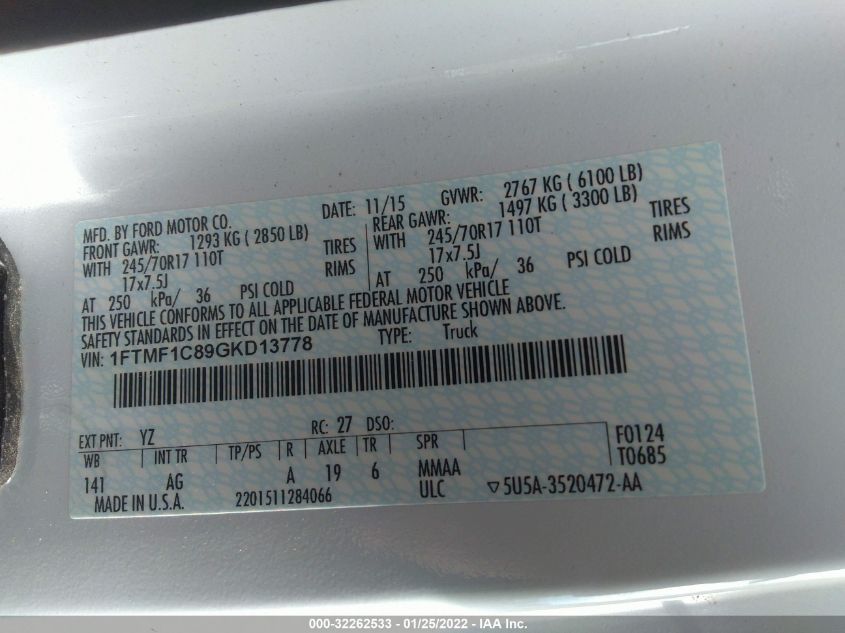 MFD. BY FORD MOTOR CO. DATE: 11/15 GVWR: 2767 KG ( 6100 LB)
FRONT GAWR: 1293 KG ( 2850 LB) REAR GAWR: 1497 KG ( 3300 LB)
WITH 245/70R17 110T TIRES WITH 245/70R17 110T TIRES
17x7.5J RIMS 17x7.5J RIMS
AT 250 kPa/ 36 PSI COLD AT 250 kPa/ 36 PSI COLD
THIS VEHICLE CONFORMS TO ALL APPLICABLE FEDERAL MOTOR VEHICLE
SAFETY STANDARDS IN EFFECT ON THE DATE OF MANUFACTURE SHOWN ABOVE.
VIN: 1FTMF1C89GKD13778 TYPE: Truck
EXT PNT: YZ RC: 27 DSO:
WB INT TR TP/PS R AXLE TR SPR F0124
141 AG A 19 6 MMAA T0685
MADE IN U.S.A. 2201511284066 ULC ▽5U5A-3520472-AA
000-32262533 - 01/25/2022 - IAA Inc.